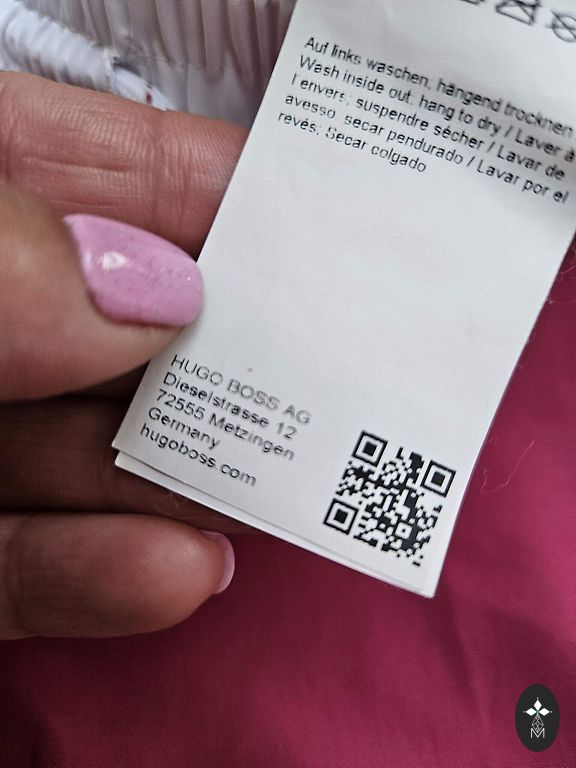 Auf links waschen, hängend trocknen
Wash inside out, hang to dry / Laver à
l envers, suspendre sécher / Lavar de
avesso, secar pendurado / Lavar por el
revés; Secar colgado
HUGO BOSS AG
Dieselstrasse 12
72555 Metzingen
Germany
hugoboss.com
M